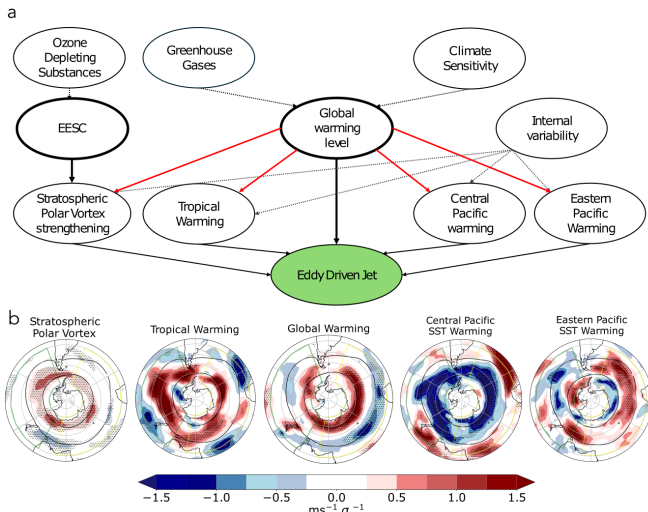 a
Ozone
Depleting
Substances
Greenhouse
Gases
Climate
Sensitivity
EESC
Global
warming
level
Internal
variability
Stratospheric
Polar Vortex
strengthening
Tropical
Warming
Central
Pacific
warming
Eastern
Pacific
Warming
Eddy Driven Jet
b
Stratospheric
Polar Vortex
Tropical Warming
Global Warming
Central Pacific
SST Warming
Eastern Pacific
SST Warming
−1.5 −1.0 −0.5 0.0 0.5 1.0 1.5
ms⁻¹ σ⁻¹